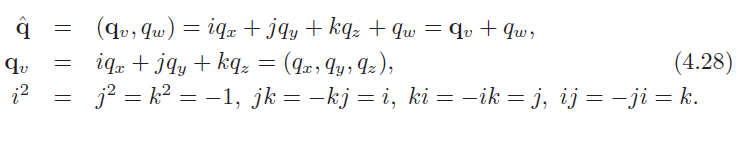 q̂ = (q_v, q_w) = iq_x + jq_y + kq_z + q_w = q_v + q_w,
q_v = iq_x + jq_y + kq_z = (q_x, q_y, q_z), (4.28)
i² = j² = k² = −1, jk = −kj = i, ki = −ik = j, ij = −ji = k.